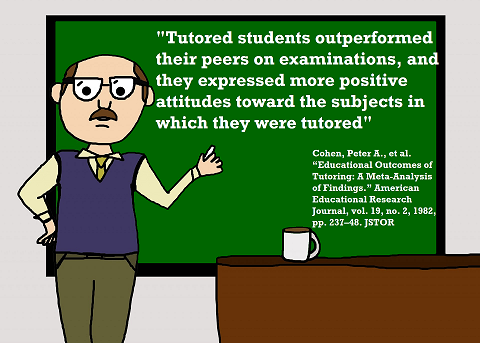 "Tutored students outperformed
their peers on examinations, and
they expressed more positive
attitudes toward the subjects in
which they were tutored"
Cohen, Peter A., et al.
“Educational Outcomes of
Tutoring: A Meta-Analysis
of Findings.” American
Educational Research
Journal, vol. 19, no. 2, 1982,
pp. 237–48. JSTOR